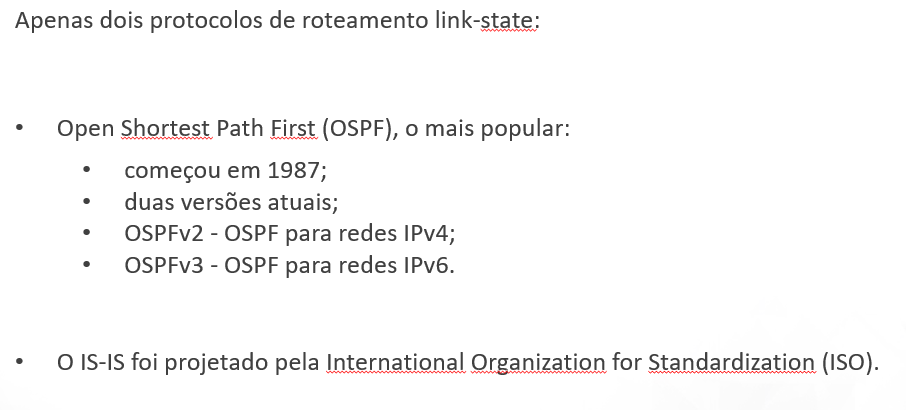 Apenas dois protocolos de roteamento link-state:
• Open Shortest Path First (OSPF), o mais popular:
• começou em 1987;
• duas versões atuais;
• OSPFv2 - OSPF para redes IPv4;
• OSPFv3 - OSPF para redes IPv6.
• O IS-IS foi projetado pela International Organization for Standardization (ISO).